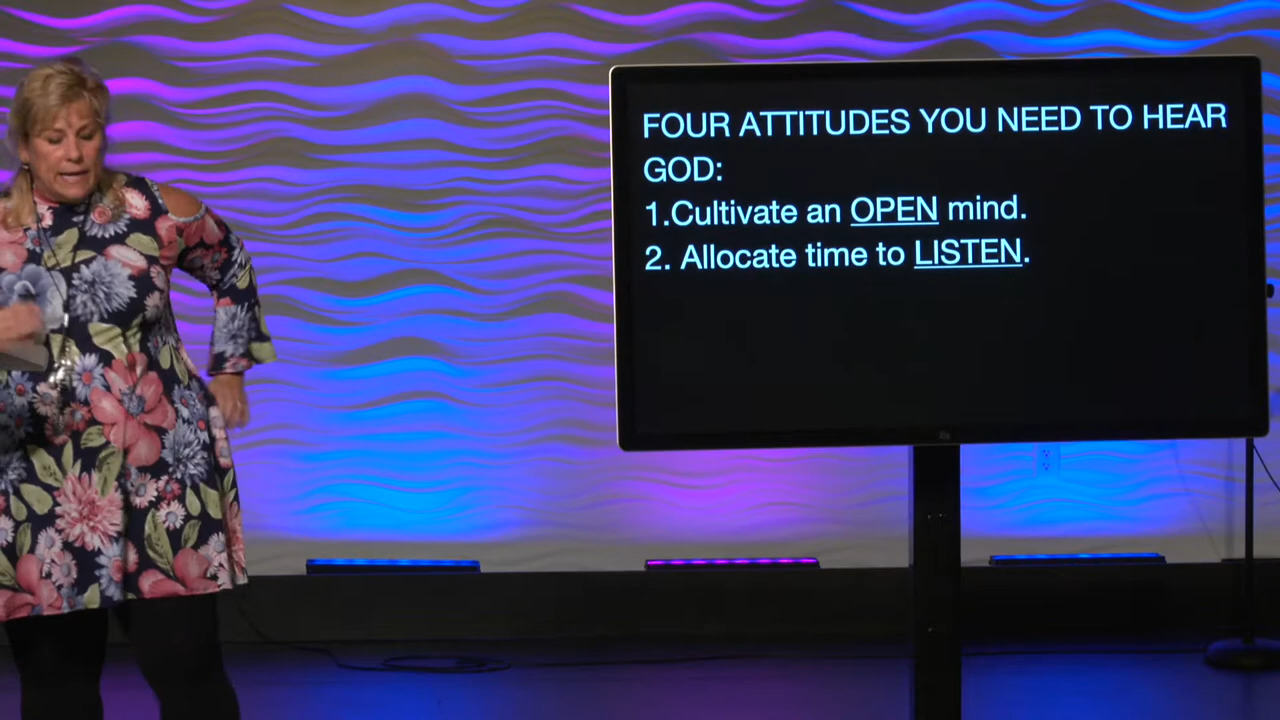 FOUR ATTITUDES YOU NEED TO HEAR
GOD:
1.Cultivate an OPEN mind.
2. Allocate time to LISTEN.